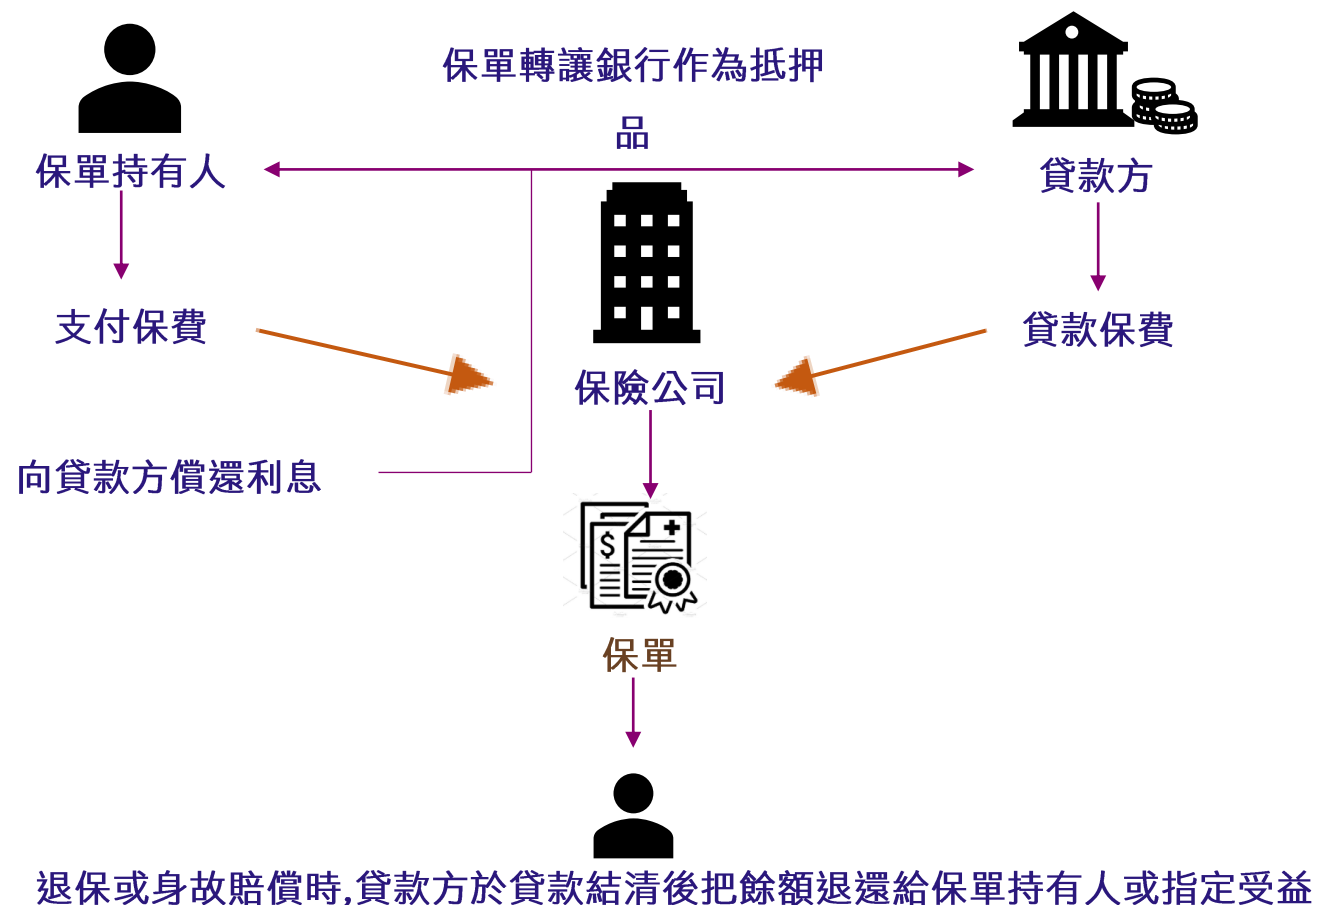 保單轉讓銀行作為抵押
品
保單持有人
貸款方
支付保費
貸款保費
保險公司
向貸款方償還利息
$
保單
退保或身故賠償時,貸款方於貸款結清後把餘額退還給保單持有人或指定受益